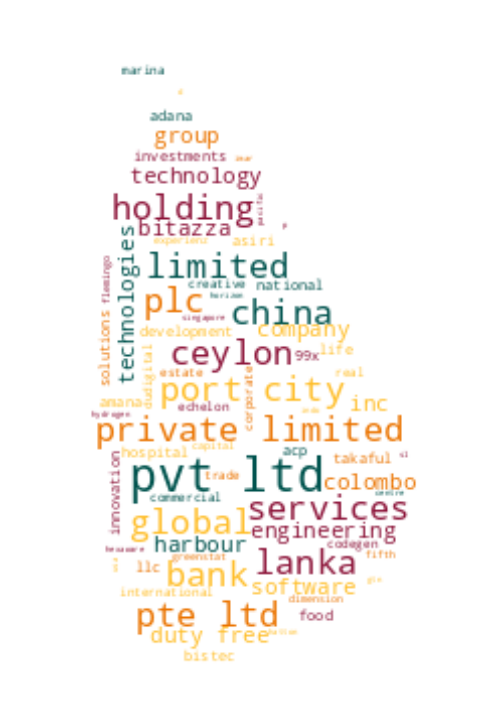 marina
adana
group
investments
technology
holding
bitazza
asiri
technologies
flamingo
limited
creative national
horizon
plc
singapore
china
development
company
solutions
ceylon
99x
life
dudigital
estate
real
port city
corporate
amana
echelon
inc
hydrogen
private limited
capital
hospital
acp
takaful
innovation
pvt ltd
trade
colombo
centre
commercial
services
global
engineering
harbour
codegen
hexaware
fifth
greenstat
lanka
llc
bank
software
international
dimension
pte ltd
food
duty free
bistec